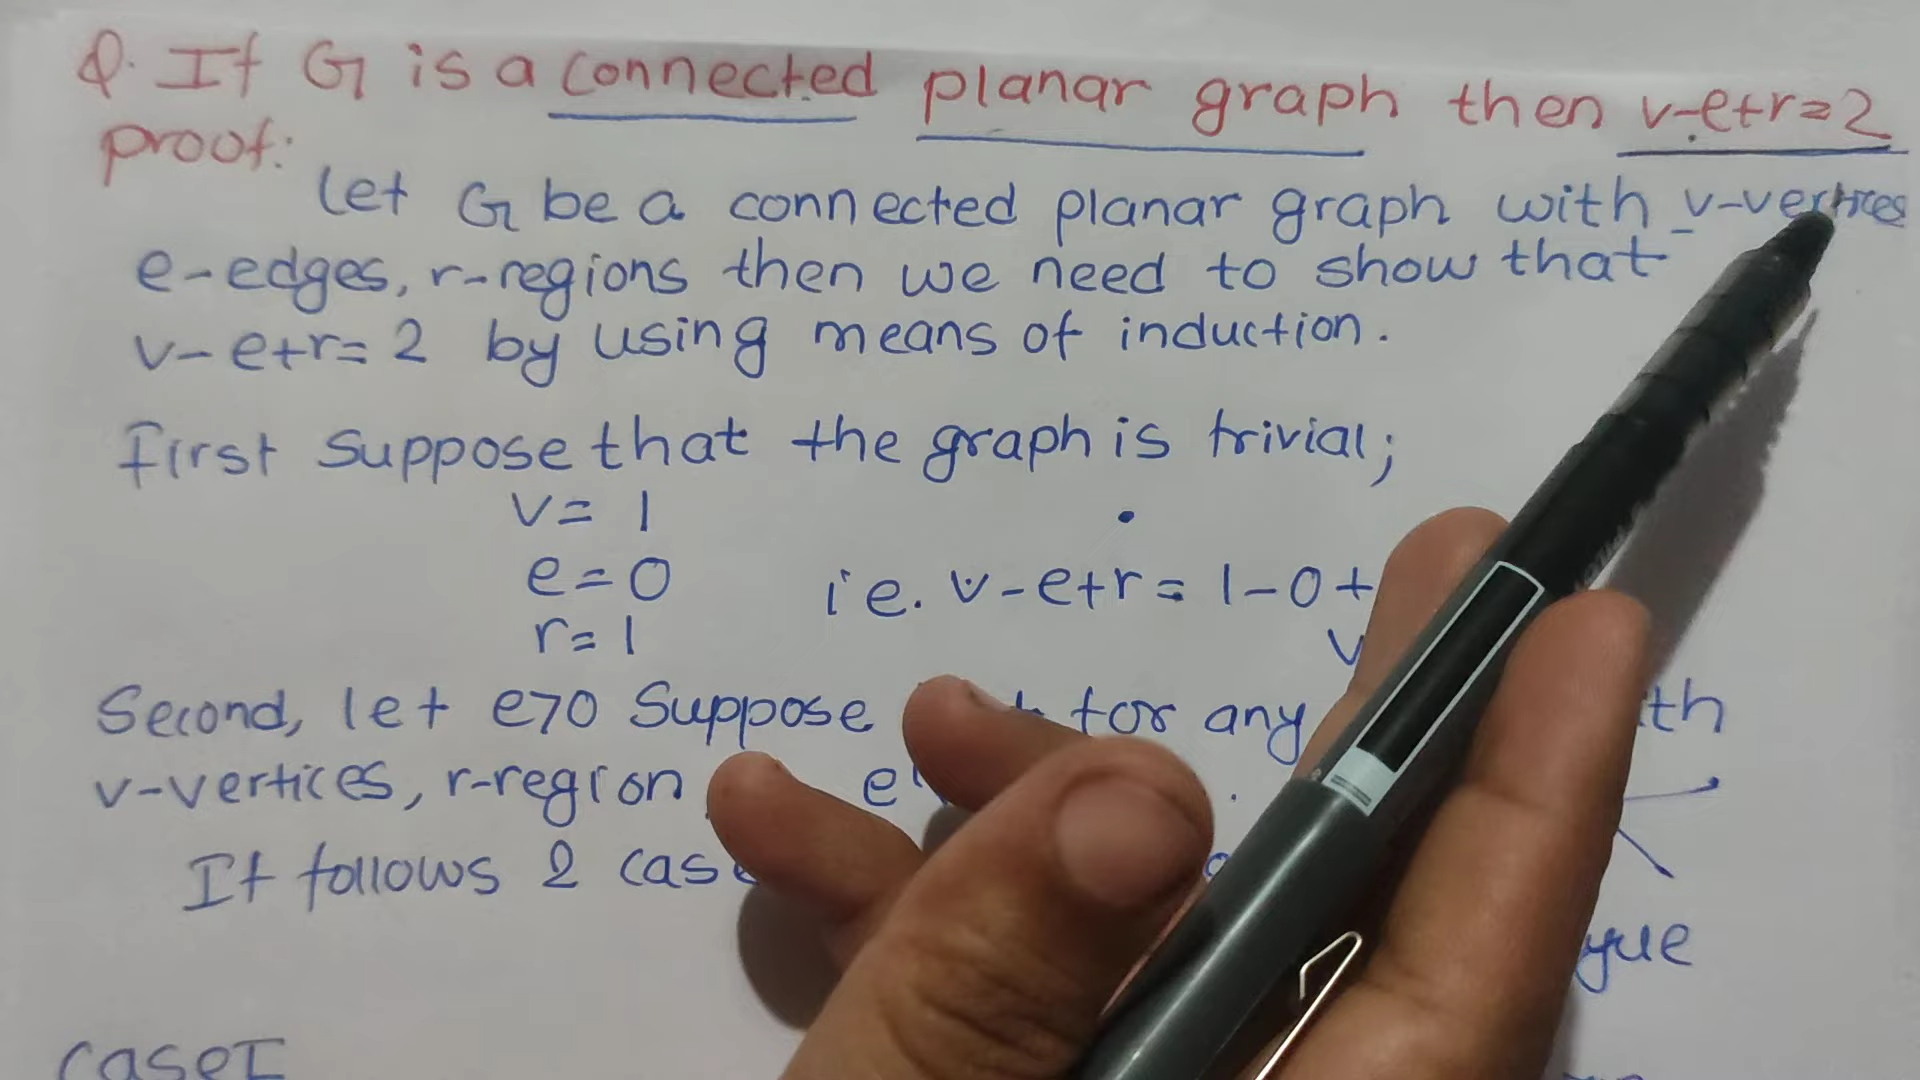 Q. If G is a connected planar graph then v-e+r=2
proof:
Let G be a connected planar graph with v-vertices
e-edges, r-regions then we need to show that
v-e+r=2 by using means of induction.
First suppose that the graph is trivial;
v=1
e=0 i.e. v-e+r=1-0+
r=1
Second, let e>0 Suppose for any
v-vertices, r-region
It follows 2
case I